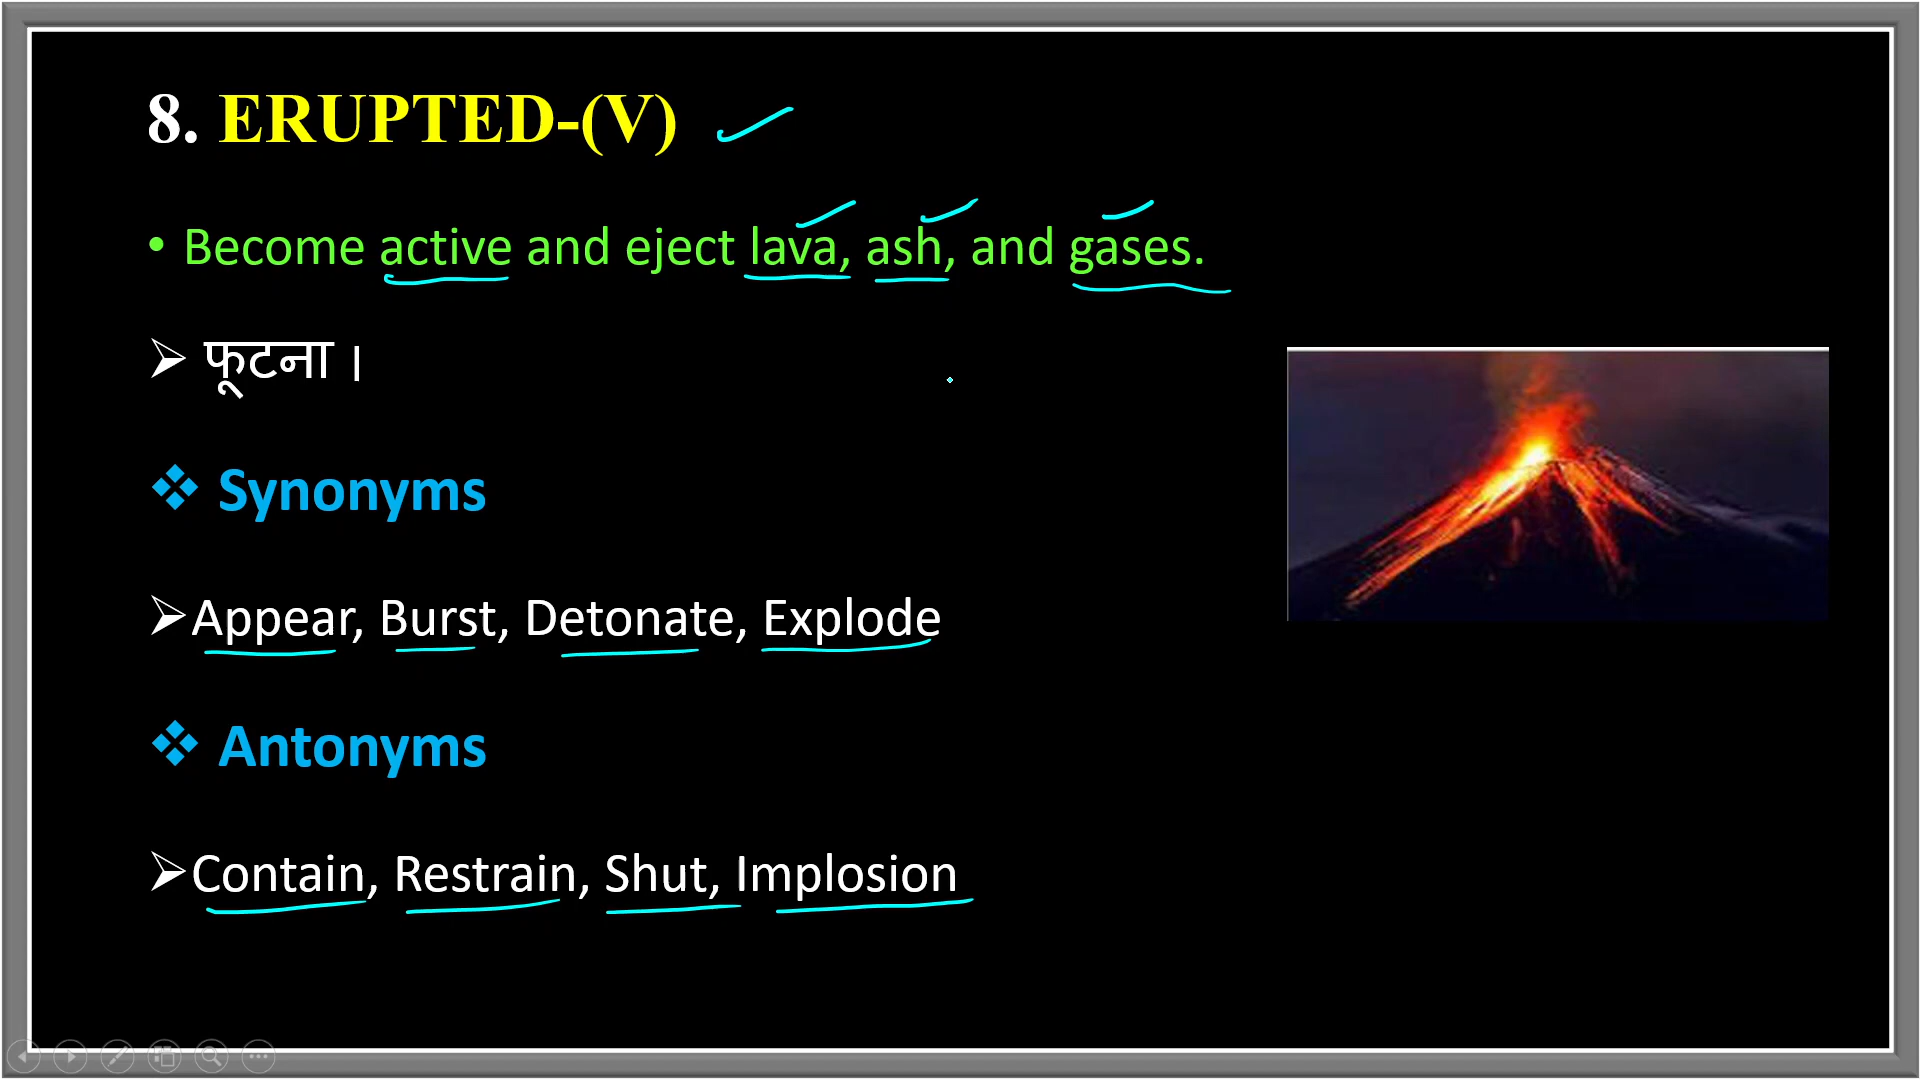 8. ERUPTED-(V)
• Become active and eject lava, ash, and gases.
➢ फूटना ।
❖ Synonyms
➢Appear, Burst, Detonate, Explode
❖ Antonyms
➢Contain, Restrain, Shut, Implosion